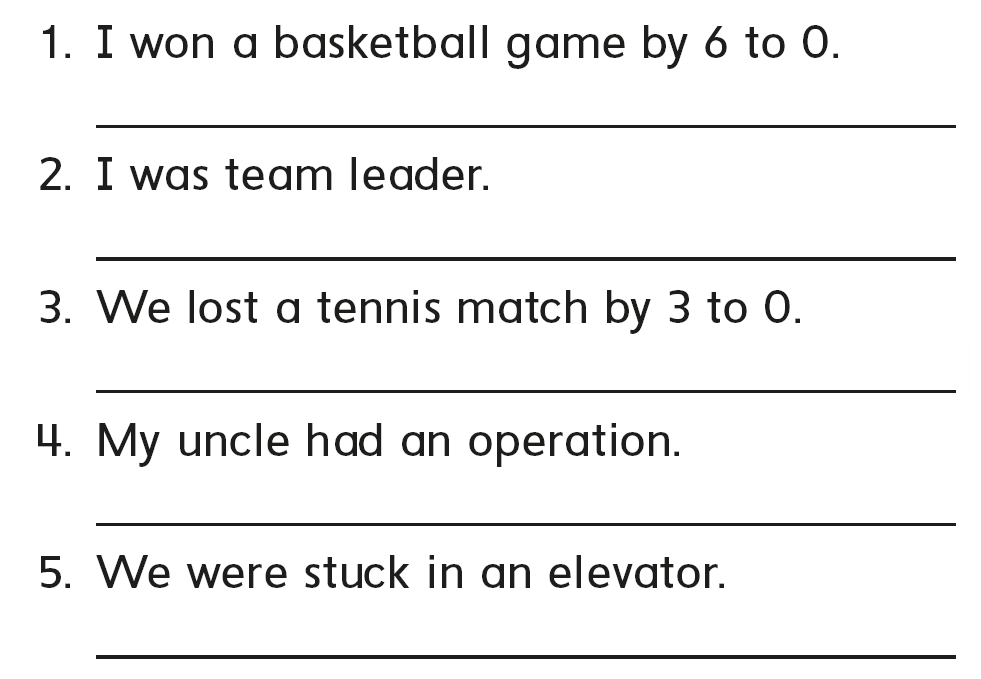 1. I won a basketball game by 6 to 0.
2. I was team leader.
3. We lost a tennis match by 3 to 0.
4. My uncle had an operation.
5. We were stuck in an elevator.